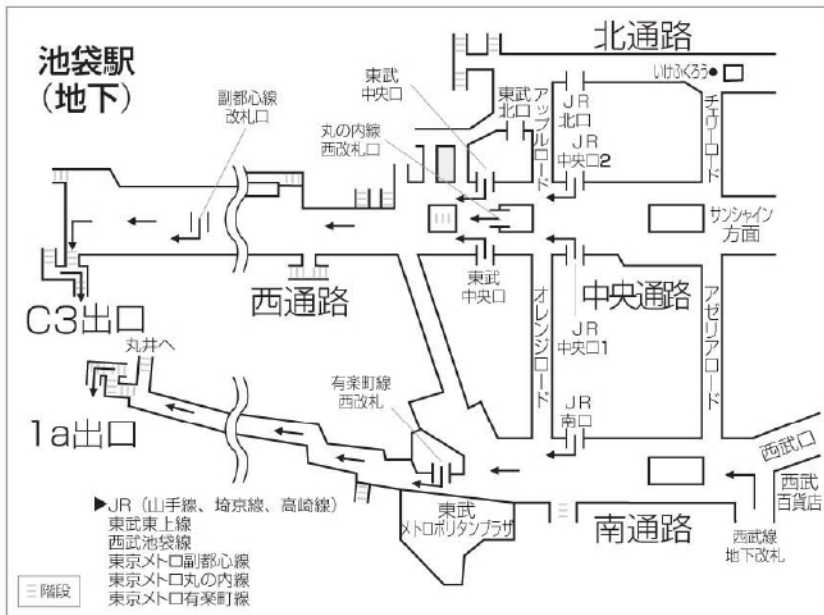 池袋駅
(地下)
北通路
いけふくろう
東武
中央口
東武
北口
アップルロード
JR
北口
チェリーロード
副都心線
改札口
丸の内線
西改札口
JR
中央口2
サンシャイン
方面
西通路
東武
中央口
オレンジロード
中央通路
アゼリアロード
C3出口
JR
中央口1
丸井へ
有楽町線
西改札
JR
南口
1a出口
西武口
西武
百貨店
▶JR(山手線、埼京線、高崎線)
東武東上線
西武池袋線
東京メトロ副都心線
東京メトロ丸の内線
東京メトロ有楽町線
東武
メトロポリタンプラザ
南通路
西武線
地下改札
階段